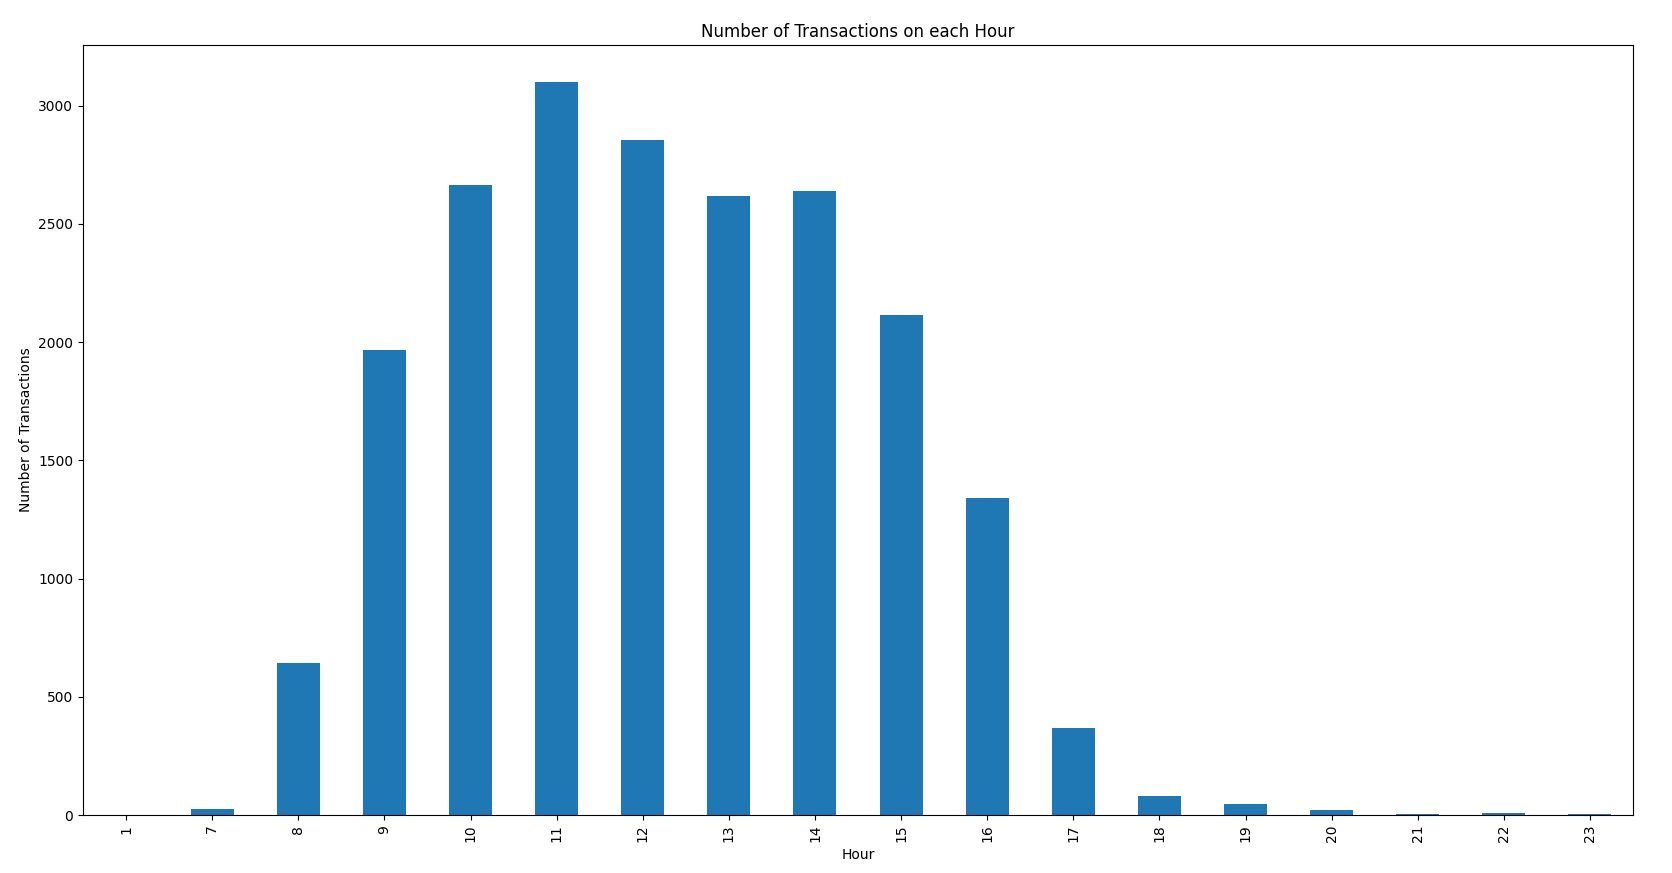 Number of Transactions on each Hour
Number of Transactions
3000
2500
2000
1500
1000
500
0
1 7 8 9 10 11 12 13 14 15 16 17 18 19 20 21 22 23
Hour